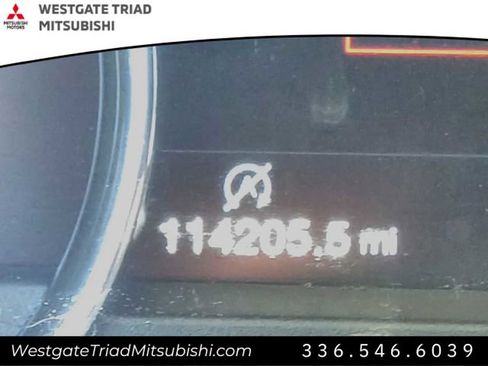 WESTGATE TRIAD
MITSUBISHI
MITSUBISHI
MOTORS
114205.5 mi
WestgateTriadMitsubishi.com
336.546.6039